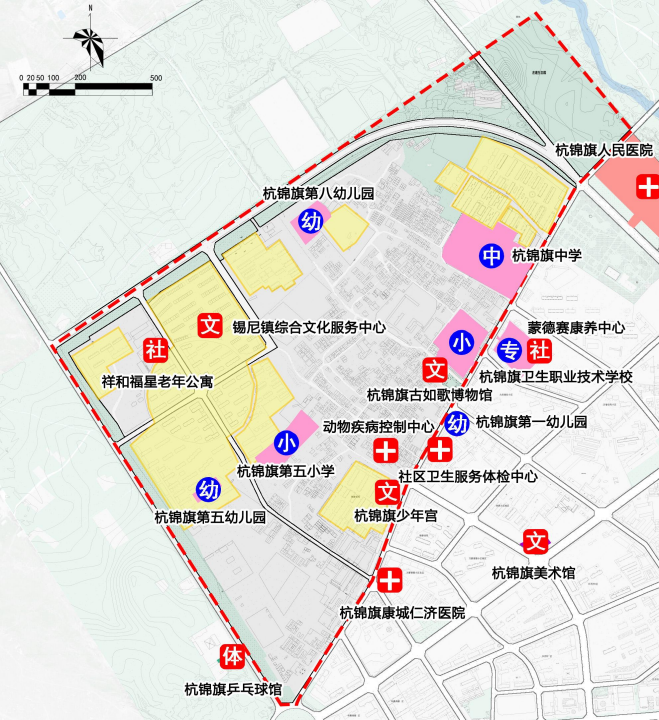 N
0 20 50 100 200 500
杭锦旗人民医院
杭锦旗第八幼儿园
幼
中
杭锦旗中学
文
锡尼镇综合文化服务中心
社
祥和福星老年公寓
小
专
社
蒙德赛康养中心
文
杭锦旗卫生职业技术学校
杭锦旗古如歌博物馆
幼
杭锦旗第一幼儿园
动物疾病控制中心
小
杭锦旗第五小学
社区卫生服务体检中心
幼
文
杭锦旗第五幼儿园
杭锦旗少年宫
文
杭锦旗美术馆
杭锦旗康城仁济医院
体
杭锦旗乒乓球馆